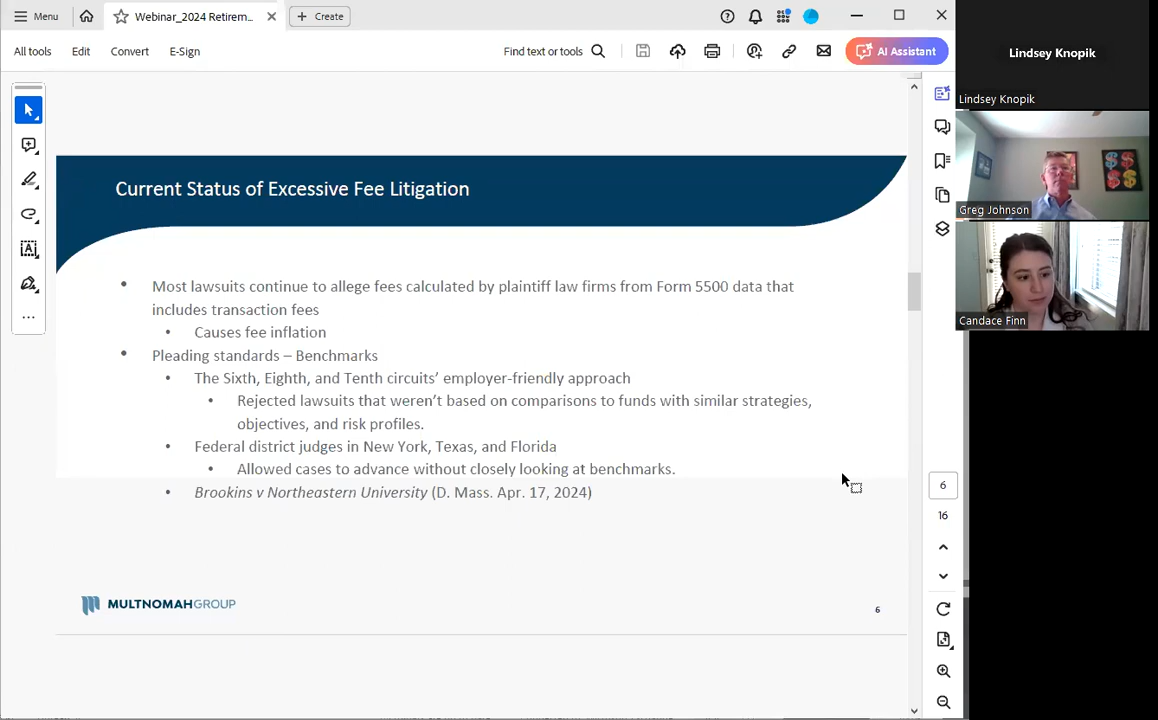 Menu
Webinar_2024 Retirem...
Create
All tools
Edit
Convert
E-Sign
Find text or tools
AI Assistant
Lindsey Knopik
Lindsey Knopik
Greg Johnson
Candace Finn
Current Status of Excessive Fee Litigation
• Most lawsuits continue to allege fees calculated by plaintiff law firms from Form 5500 data that
includes transaction fees
• Causes fee inflation
• Pleading standards – Benchmarks
• The Sixth, Eighth, and Tenth circuits’ employer-friendly approach
• Rejected lawsuits that weren’t based on comparisons to funds with similar strategies,
objectives, and risk profiles.
• Federal district judges in New York, Texas, and Florida
• Allowed cases to advance without closely looking at benchmarks.
• Brookins v Northeastern University (D. Mass. Apr. 17, 2024)
MULTNOMAHGROUP
6
6
16